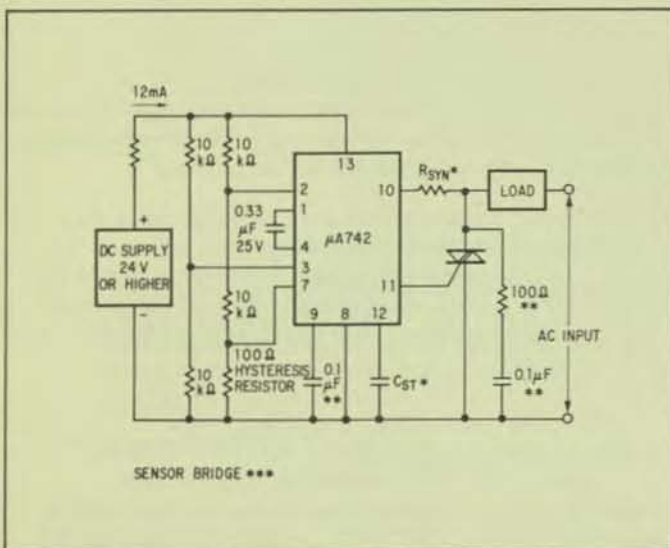 12mA
10
kΩ
10
kΩ
13
2
10
RSYN*
LOAD
1
0.33
μF
25V
4
μA742
DC SUPPLY
24 V
OR HIGHER
+
−
3
7
11
10
kΩ
100Ω
**
AC INPUT
9
8
12
10
kΩ
100Ω
HYSTERESIS
RESISTOR
0.1
μF
**
CST*
0.1μF
**
SENSOR BRIDGE ***